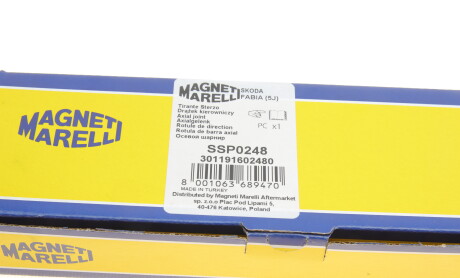 MAGNETI
MARELLI
SKODA
FABIA (5J)
Tirante Sterzo
Drążek kierowniczy
Axial joint
Axialgelenk
Rotule de direction
Rotula de barra axial
Осевой шарнир
PC x1
SSP0248
301191602480
8 001063 689470
MADE IN TURKEY
Distributed by Magneti Marelli Aftermarket
sp. z.o.o Plac Pod Lipami 5,
40-476 Katowice, Poland
MAGNETI
MARELLI
MAGNETI
MARELLI